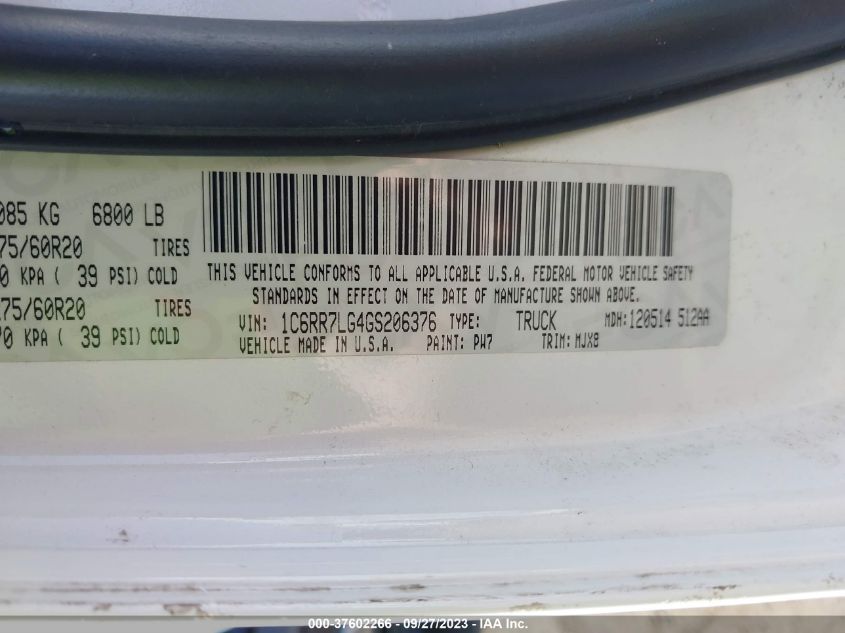 085 KG 6800 LB
75/60R20 TIRES
0 KPA ( 39 PSI) COLD
75/60R20 TIRES
70 KPA ( 39 PSI) COLD
THIS VEHICLE CONFORMS TO ALL APPLICABLE U.S.A. FEDERAL MOTOR VEHICLE SAFETY
STANDARDS IN EFFECT ON THE DATE OF MANUFACTURE SHOWN ABOVE.
VIN: 1C6RR7LG4GS206376 TYPE: TRUCK MDH: 120514 512AA
VEHICLE MADE IN U.S.A. PAINT: PW7 TRIM: MJX8
000-37602266 - 09/27/2023 - IAA Inc.